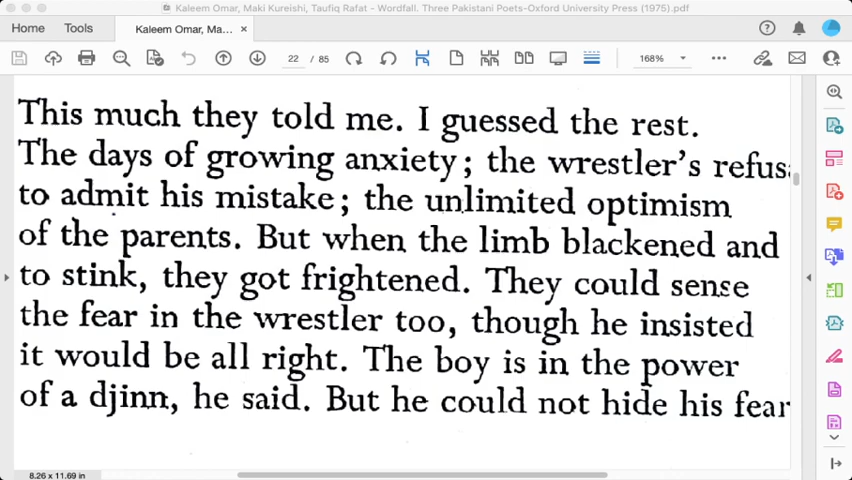 Kaleem Omar, Maki Kureishi, Taufiq Rafat - Wordfall. Three Pakistani Poets-Oxford University Press (1975).pdf
Home Tools Kaleem Omar, Ma... ×
22 / 85 168%
This much they told me. I guessed the rest.
The days of growing anxiety; the wrestler's refusa
to admit his mistake; the unlimited optimism
of the parents. But when the limb blackened and
to stink, they got frightened. They could sense
the fear in the wrestler too, though he insisted
it would be all right. The boy is in the power
of a djinn, he said. But he could not hide his fear
8.26 x 11.69 in